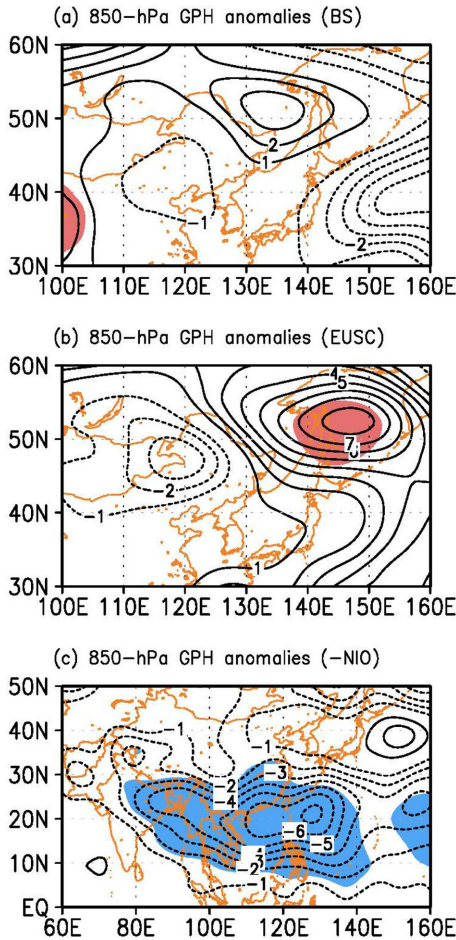 (a) 850-hPa GPH anomalies (BS)
60N
50N
2
1
40N
-1
-2
30N
100E 110E 120E 130E 140E 150E 160E
(b) 850-hPa GPH anomalies (EUSC)
60N
5
50N
7
-2
-1
40N
1
30N
100E 110E 120E 130E 140E 150E 160E
(c) 850-hPa GPH anomalies (-NIO)
50N
-1
40N
-1
30N
-3
-2
-4
20N
-6
-5
10N
-2
-1
EQ
60E 80E 100E 120E 140E 160E